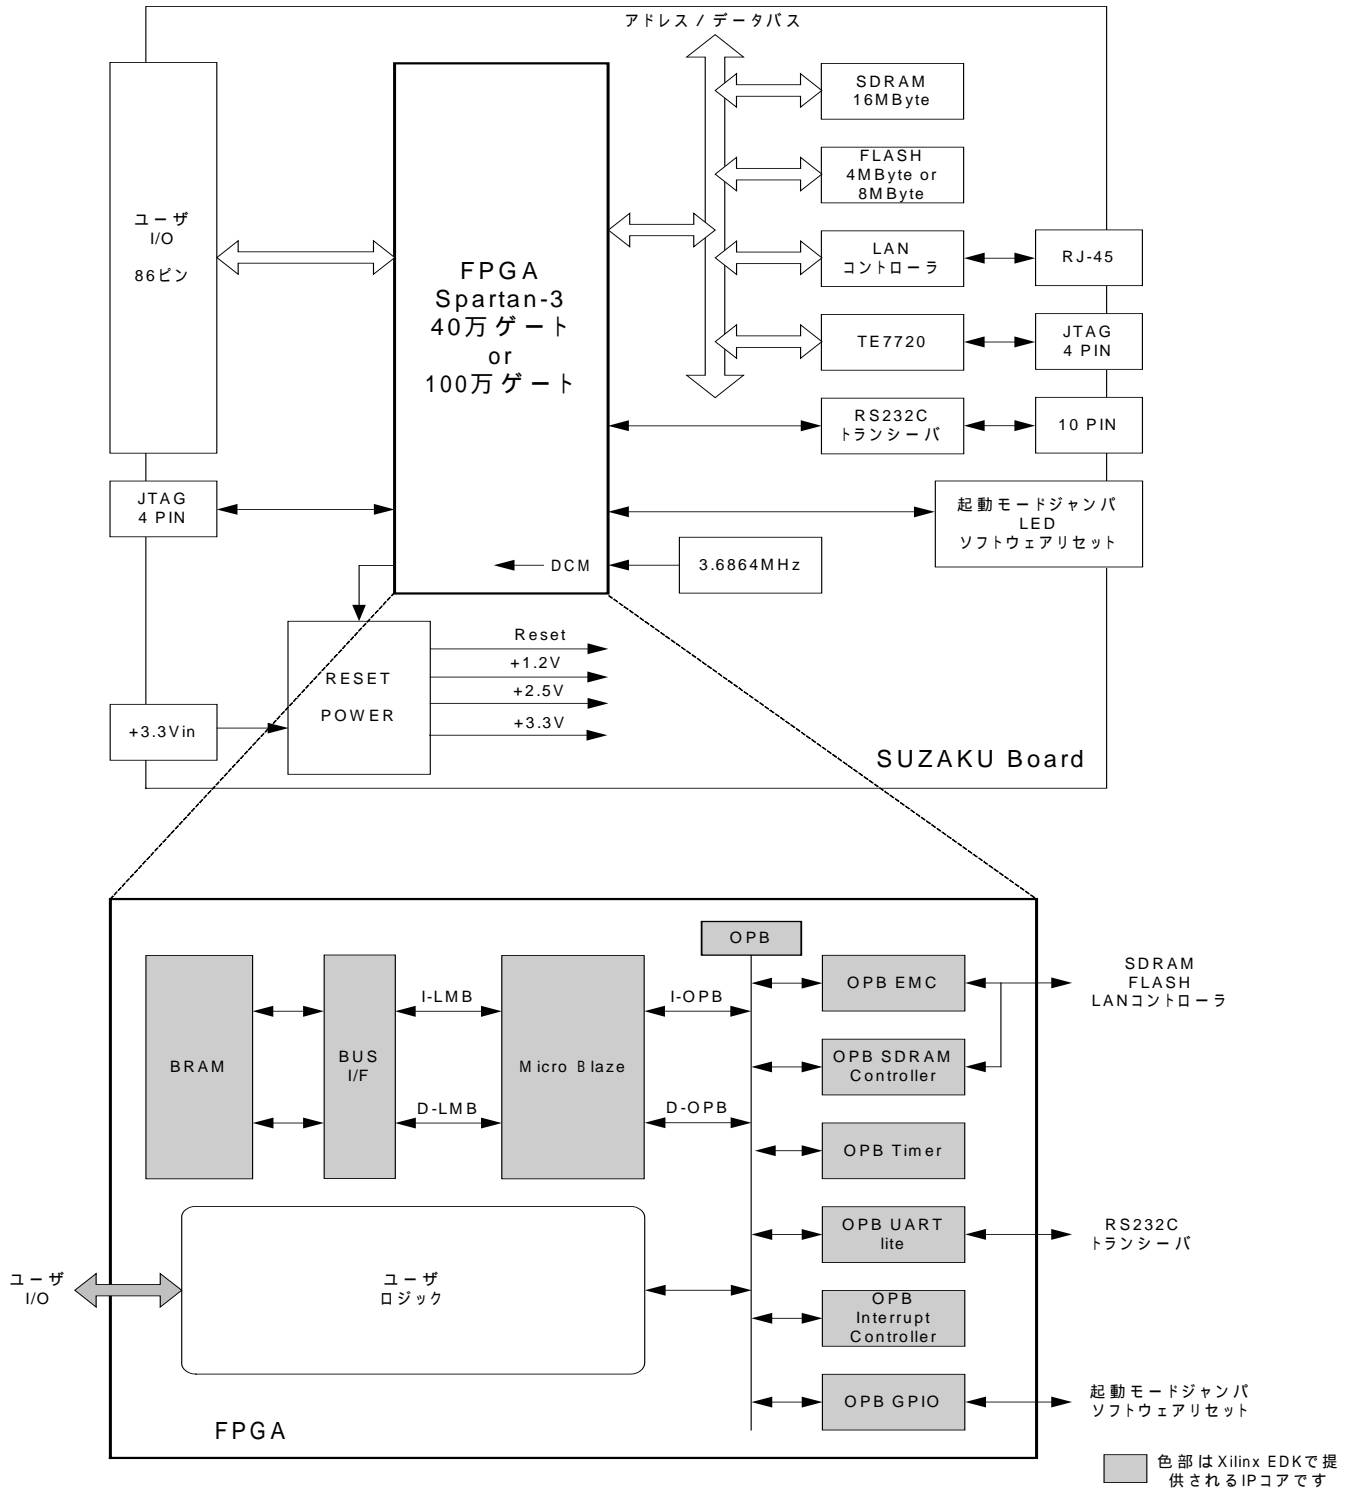 アドレス / データバス
ユーザ
I/O
86ピン
FPGA
Spartan-3
40万ゲート
or
100万ゲート
SDRAM
16MByte
FLASH
4MByte or
8MByte
LAN
コントローラ
RJ-45
TE7720
JTAG
4 PIN
RS232C
トランシーバ
10 PIN
JTAG
4 PIN
起動モードジャンパ
LED
ソフトウェアリセット
DCM
3.6864MHz
RESET
POWER
Reset
+1.2V
+2.5V
+3.3V
+3.3Vin
SUZAKU Board
OPB
BRAM
BUS
I/F
I-LMB
D-LMB
Micro Blaze
I-OPB
D-OPB
OPB EMC
SDRAM
FLASH
LANコントローラ
OPB SDRAM
Controller
OPB Timer
OPB UART
lite
RS232C
トランシーバ
ユーザ
I/O
ユーザ
ロジック
OPB
Interrupt
Controller
OPB GPIO
起動モードジャンパ
ソフトウェアリセット
FPGA
色部はXilinx EDKで提
供されるIPコアです